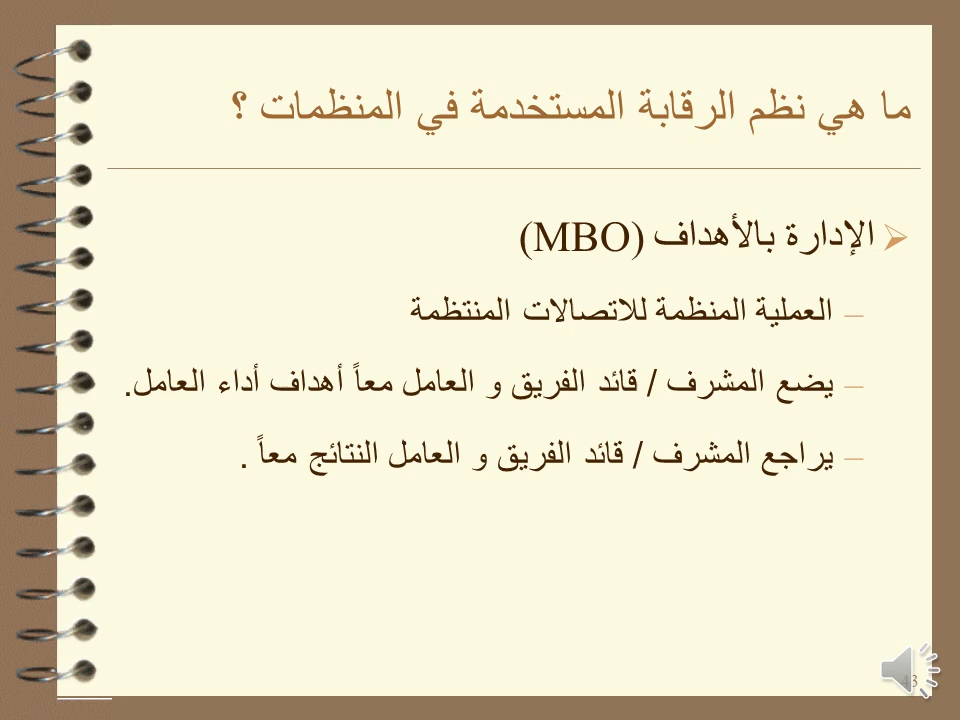 ما هي نظم الرقابة المستخدمة في المنظمات ؟
الإدارة بالأهداف (MBO)
– العملية المنظمة للاتصالات المنتظمة
– يضع المشرف / قائد الفريق و العامل معاً أهداف أداء العامل.
– يراجع المشرف / قائد الفريق و العامل النتائج معاً .